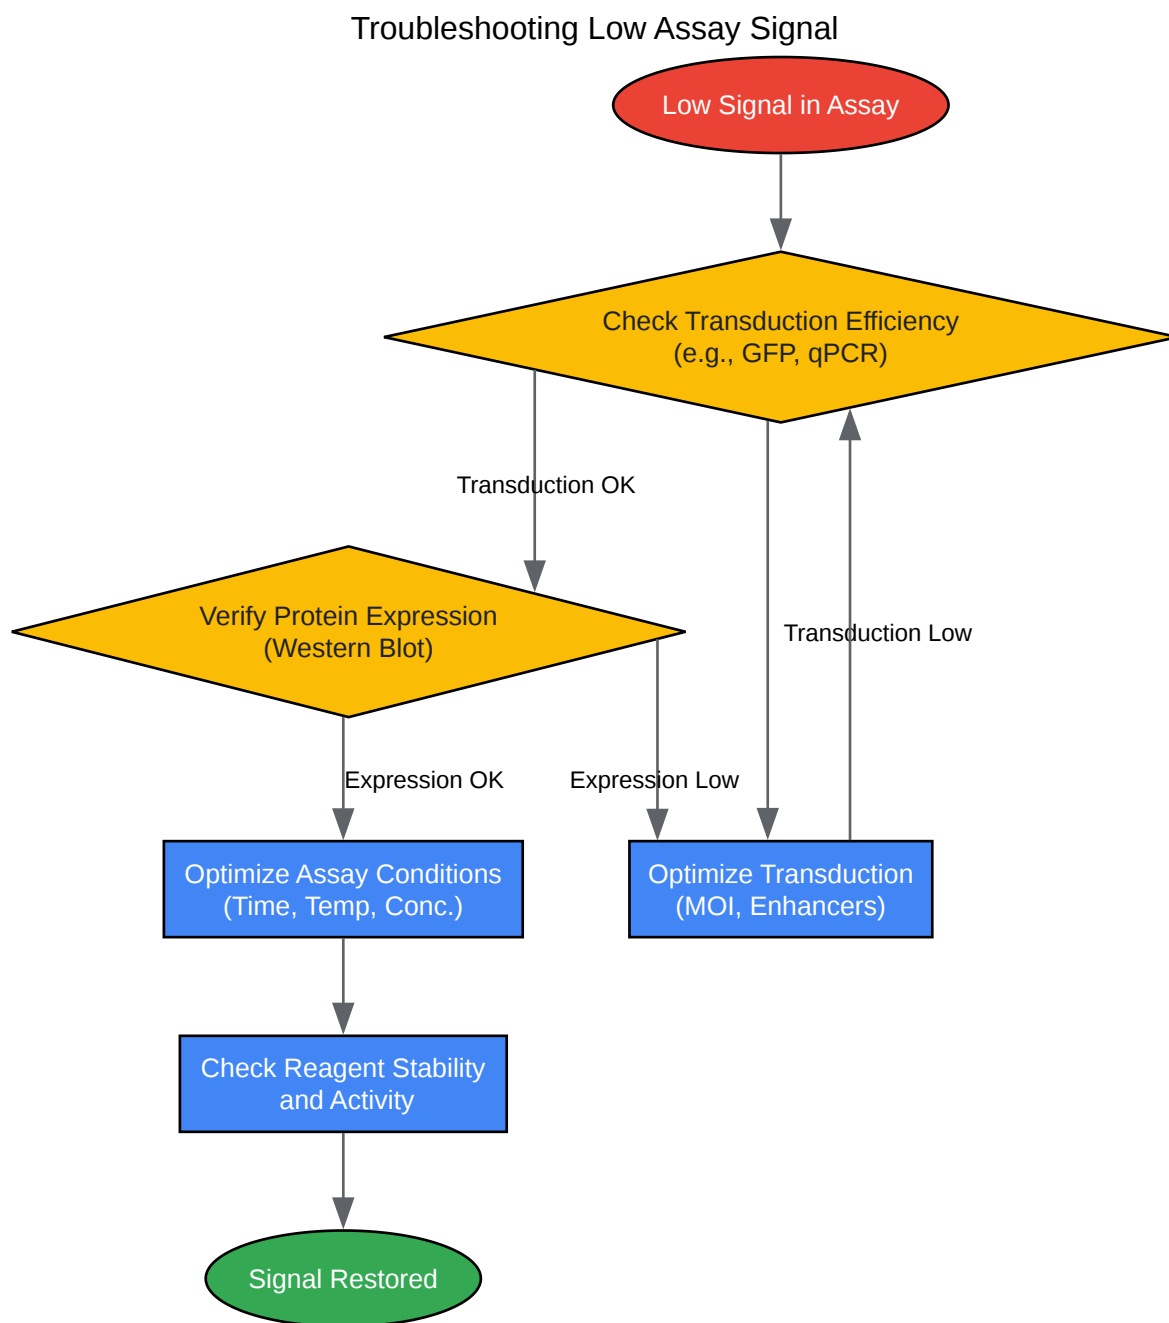 Troubleshooting Low Assay Signal
Low Signal in Assay
Check Transduction Efficiency
(e.g., GFP, qPCR)
Transduction OK
Verify Protein Expression
(Western Blot)
Transduction Low
Expression OK
Expression Low
Optimize Assay Conditions
(Time, Temp, Conc.)
Optimize Transduction
(MOI, Enhancers)
Check Reagent Stability
and Activity
Signal Restored